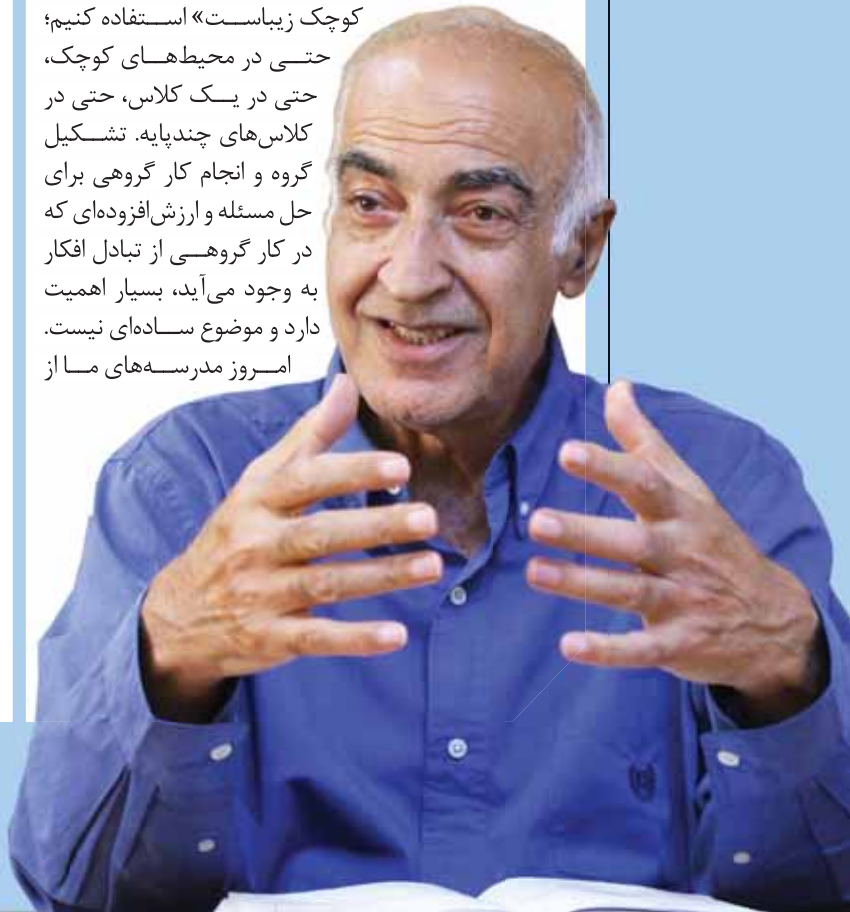 کوچک زیباست» استفاده کنیم؛
حتی در محیط‌های کوچک،
حتی در یک کلاس، حتی در
کلاس‌های چندپایه. تشکیل
گروه و انجام کار گروهی برای
حل مسئله و ارزش‌افزوده‌ای که
در کار گروهی از تبادل افکار
به وجود می‌آید، بسیار اهمیت
دارد و موضوع ساده‌ای نیست.
امروز مدرسه‌های ما از